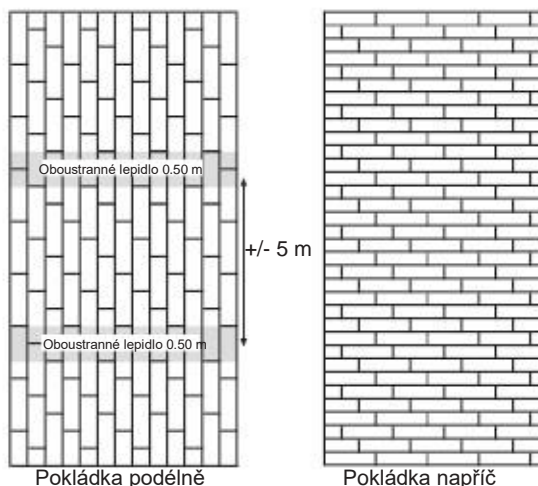 Oboustranné lepidlo 0.50 m
+/- 5 m
Oboustranné lepidlo 0.50 m
Pokládka podélně
Pokládka napříč